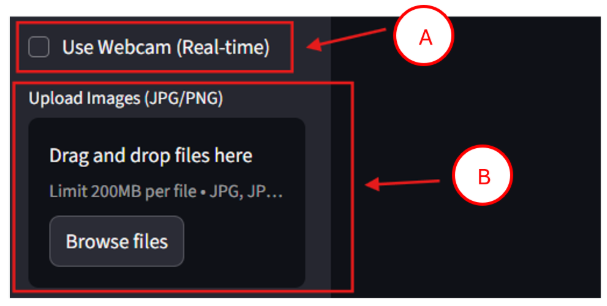 Use Webcam (Real-time)
A
Upload Images (JPG/PNG)
Drag and drop files here
Limit 200MB per file • JPG, JP…
B
Browse files